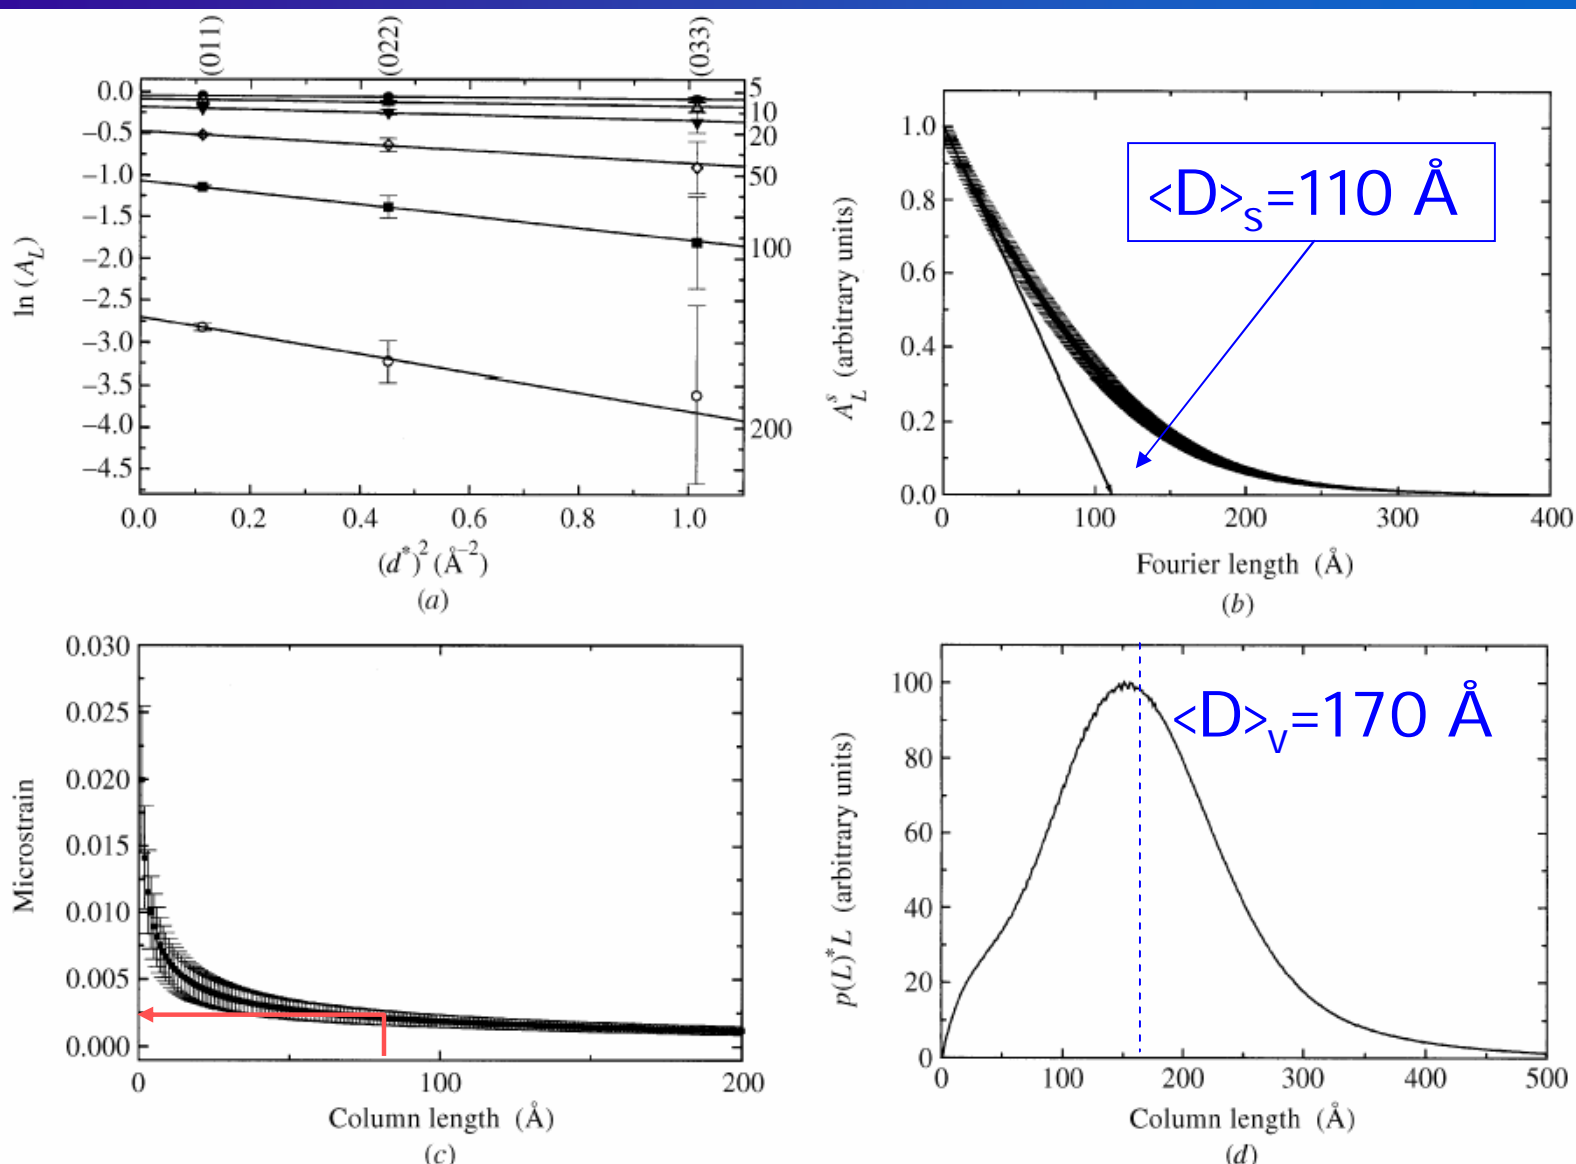 (011)
(022)
(033)
0.0
−0.5
−1.0
−1.5
−2.0
−2.5
−3.0
−3.5
−4.0
−4.5
ln (A_L)
5
10
20
50
100
200
0.0 0.2 0.4 0.6 0.8 1.0
(d*)² (Å⁻²)
(a)
1.0
0.8
0.6
0.4
0.2
0.0
A_L^s (arbitrary units)
<D>_S=110 Å
0 100 200 300 400
Fourier length (Å)
(b)
0.030
0.025
0.020
0.015
0.010
0.005
0.000
Microstrain
0 100 200
Column length (Å)
(c)
100
80
60
40
20
0
p(L)*L (arbitrary units)
<D>_V=170 Å
0 100 200 300 400 500
Column length (Å)
(d)